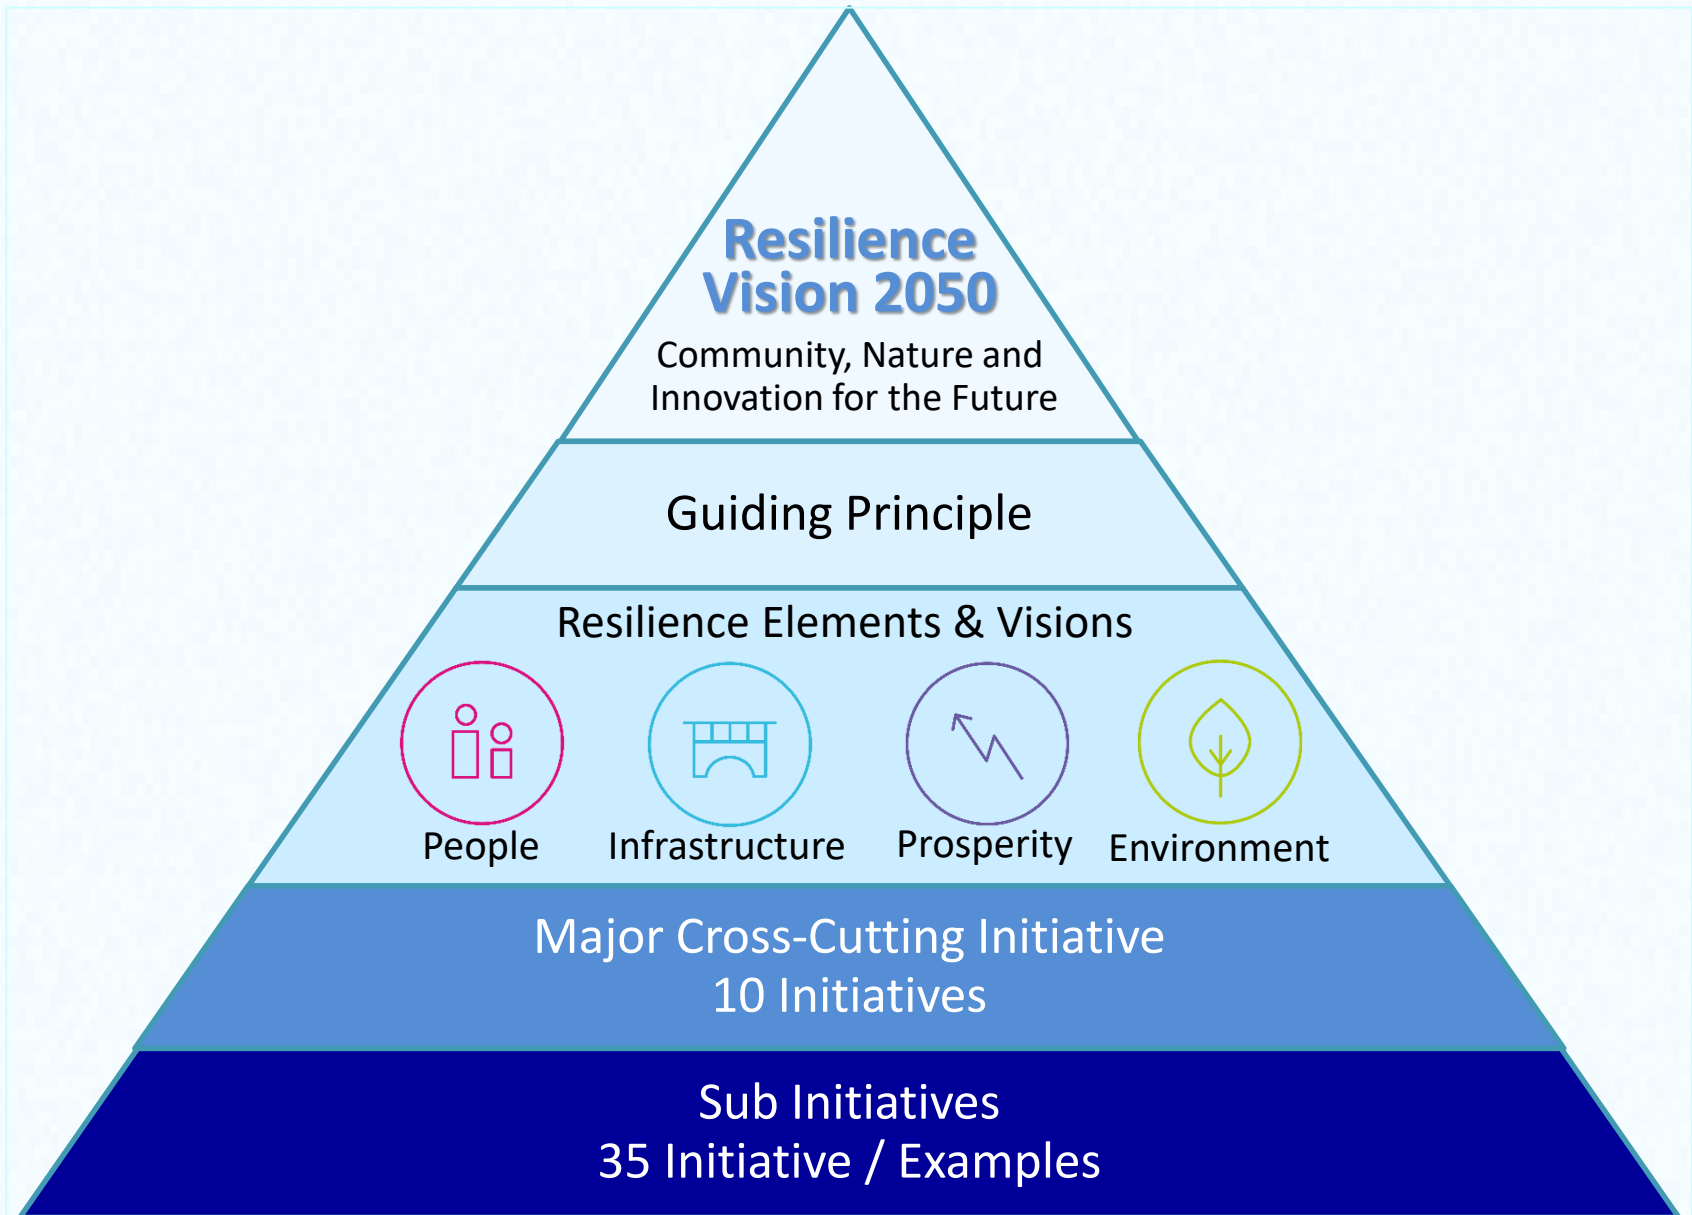 Resilience
Vision 2050
Community, Nature and
Innovation for the Future
Guiding Principle
Resilience Elements & Visions
People
Infrastructure
Prosperity
Environment
Major Cross-Cutting Initiative
10 Initiatives
Sub Initiatives
35 Initiative / Examples